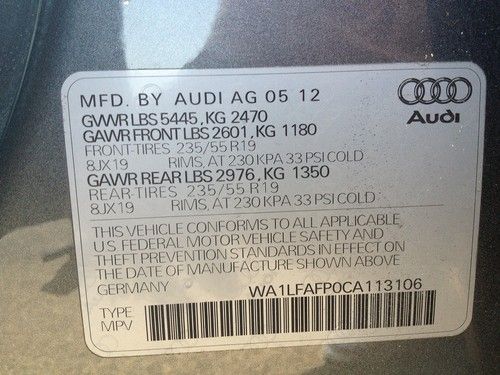 MFD. BY AUDI AG 05 12
GVWR LBS 5445, KG 2470
GAWR FRONT LBS 2601, KG 1180
FRONT-TIRES 235/55 R19
8JX19 RIMS, AT 230 KPA 33 PSI COLD
GAWR REAR LBS 2976, KG 1350
REAR-TIRES 235/55 R19
8JX19 RIMS, AT 230 KPA 33 PSI COLD
Audi
THIS VEHICLE CONFORMS TO ALL APPLICABLE
U.S. FEDERAL MOTOR VEHICLE SAFETY AND
THEFT PREVENTION STANDARDS IN EFFECT ON
THE DATE OF MANUFACTURE SHOWN ABOVE
GERMANY WA1LFAFP0CA113106
TYPE
MPV